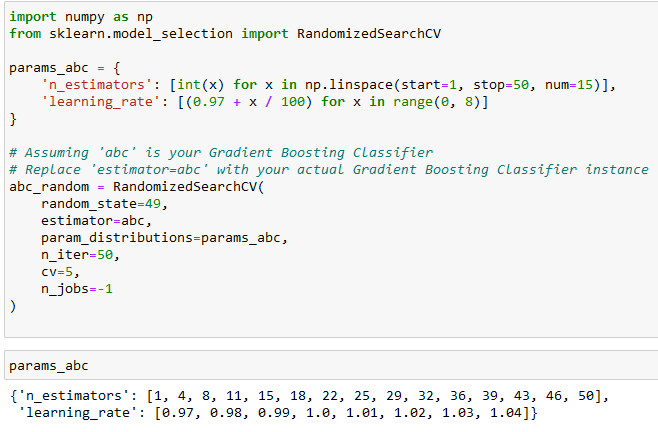 import numpy as np
from sklearn.model_selection import RandomizedSearchCV

params_abc = {
    'n_estimators': [int(x) for x in np.linspace(start=1, stop=50, num=15)],
    'learning_rate': [(0.97 + x / 100) for x in range(0, 8)]
}

# Assuming 'abc' is your Gradient Boosting Classifier
# Replace 'estimator=abc' with your actual Gradient Boosting Classifier instance
abc_random = RandomizedSearchCV(
    random_state=49,
    estimator=abc,
    param_distributions=params_abc,
    n_iter=50,
    cv=5,
    n_jobs=-1
)

params_abc

{'n_estimators': [1, 4, 8, 11, 15, 18, 22, 25, 29, 32, 36, 39, 43, 46, 50],
 'learning_rate': [0.97, 0.98, 0.99, 1.0, 1.01, 1.02, 1.03, 1.04]}